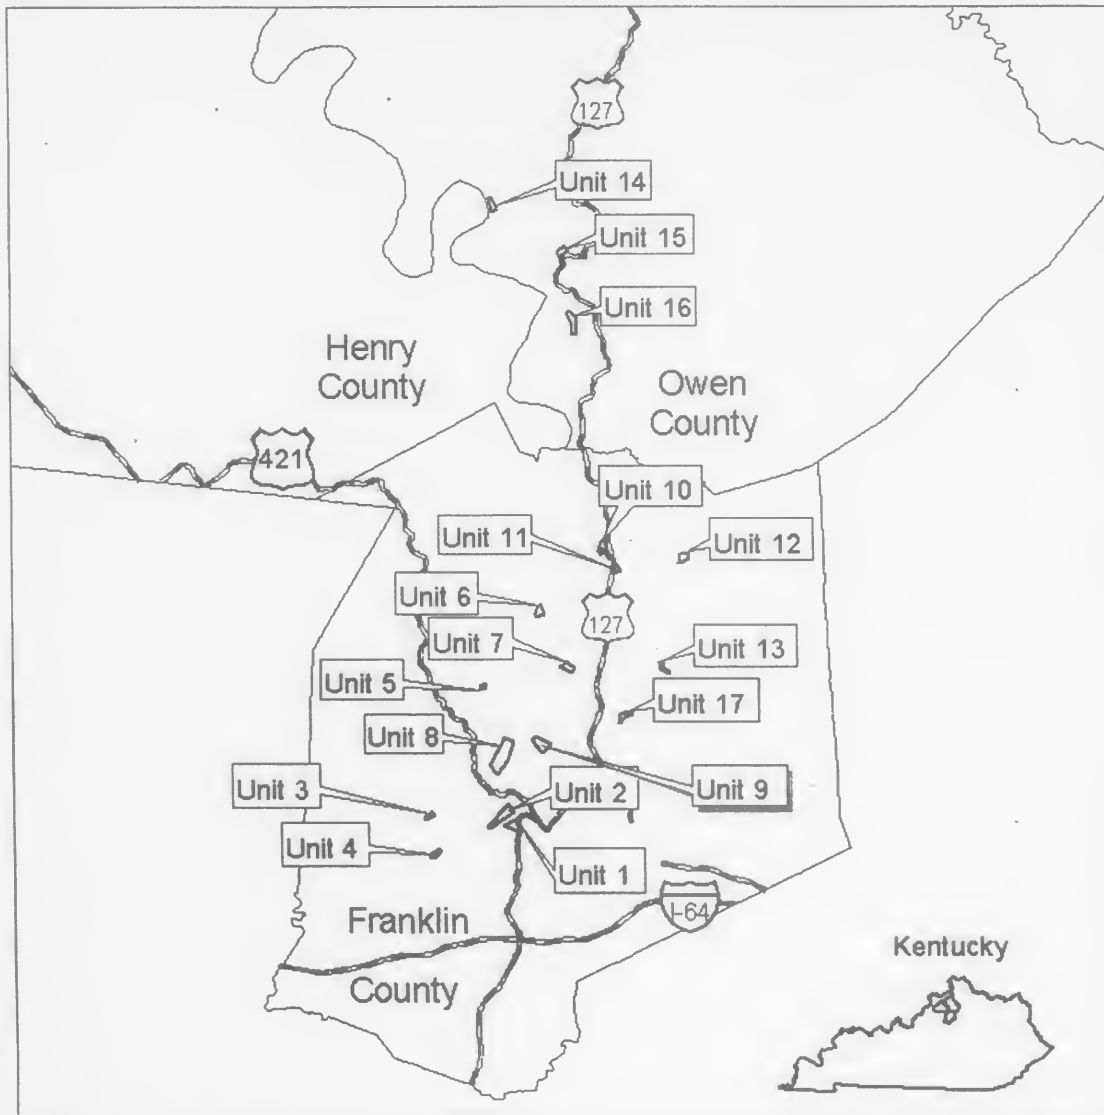 127
Unit 14
Unit 15
Unit 16
Henry
County
Owen
County
421
Unit 10
Unit 11
Unit 12
Unit 6
127
Unit 7
Unit 13
Unit 5
Unit 17
Unit 8
Unit 3
Unit 2
Unit 9
Unit 4
Unit 1
I-64
Franklin
County
Kentucky